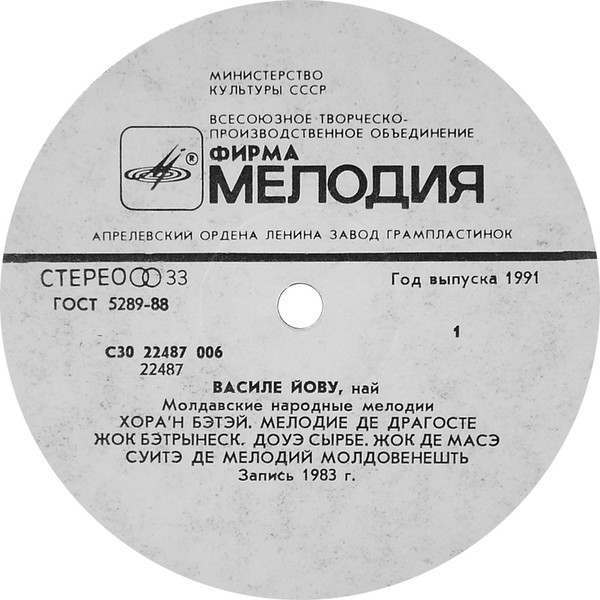 МИНИСТЕРСТВО
КУЛЬТУРЫ СССР
ВСЕСОЮЗНОЕ ТВОРЧЕСКО-
ПРОИЗВОДСТВЕННОЕ ОБЪЕДИНЕНИЕ
®
ФИРМА
МЕЛОДИЯ
АПРЕЛЕВСКИЙ ОРДЕНА ЛЕНИНА ЗАВОД ГРАМПЛАСТИНОК
СТЕРЕО 33
Год выпуска 1991
ГОСТ 5289-88
1
С30 22487 006
22487
ВАСИЛЕ ЙОВУ, най
Молдавские народные мелодии
ХОРА'Н БЭТЭЙ. МЕЛОДИЕ ДЕ ДРАГОСТЕ
ЖОК БЭТРЫНЕСК. ДОУЭ СЫРБЕ. ЖОК ДЕ МАСЭ
СУИТЭ ДЕ МЕЛОДИЙ МОЛДОВЕНЕШТЬ
Запись 1983 г.